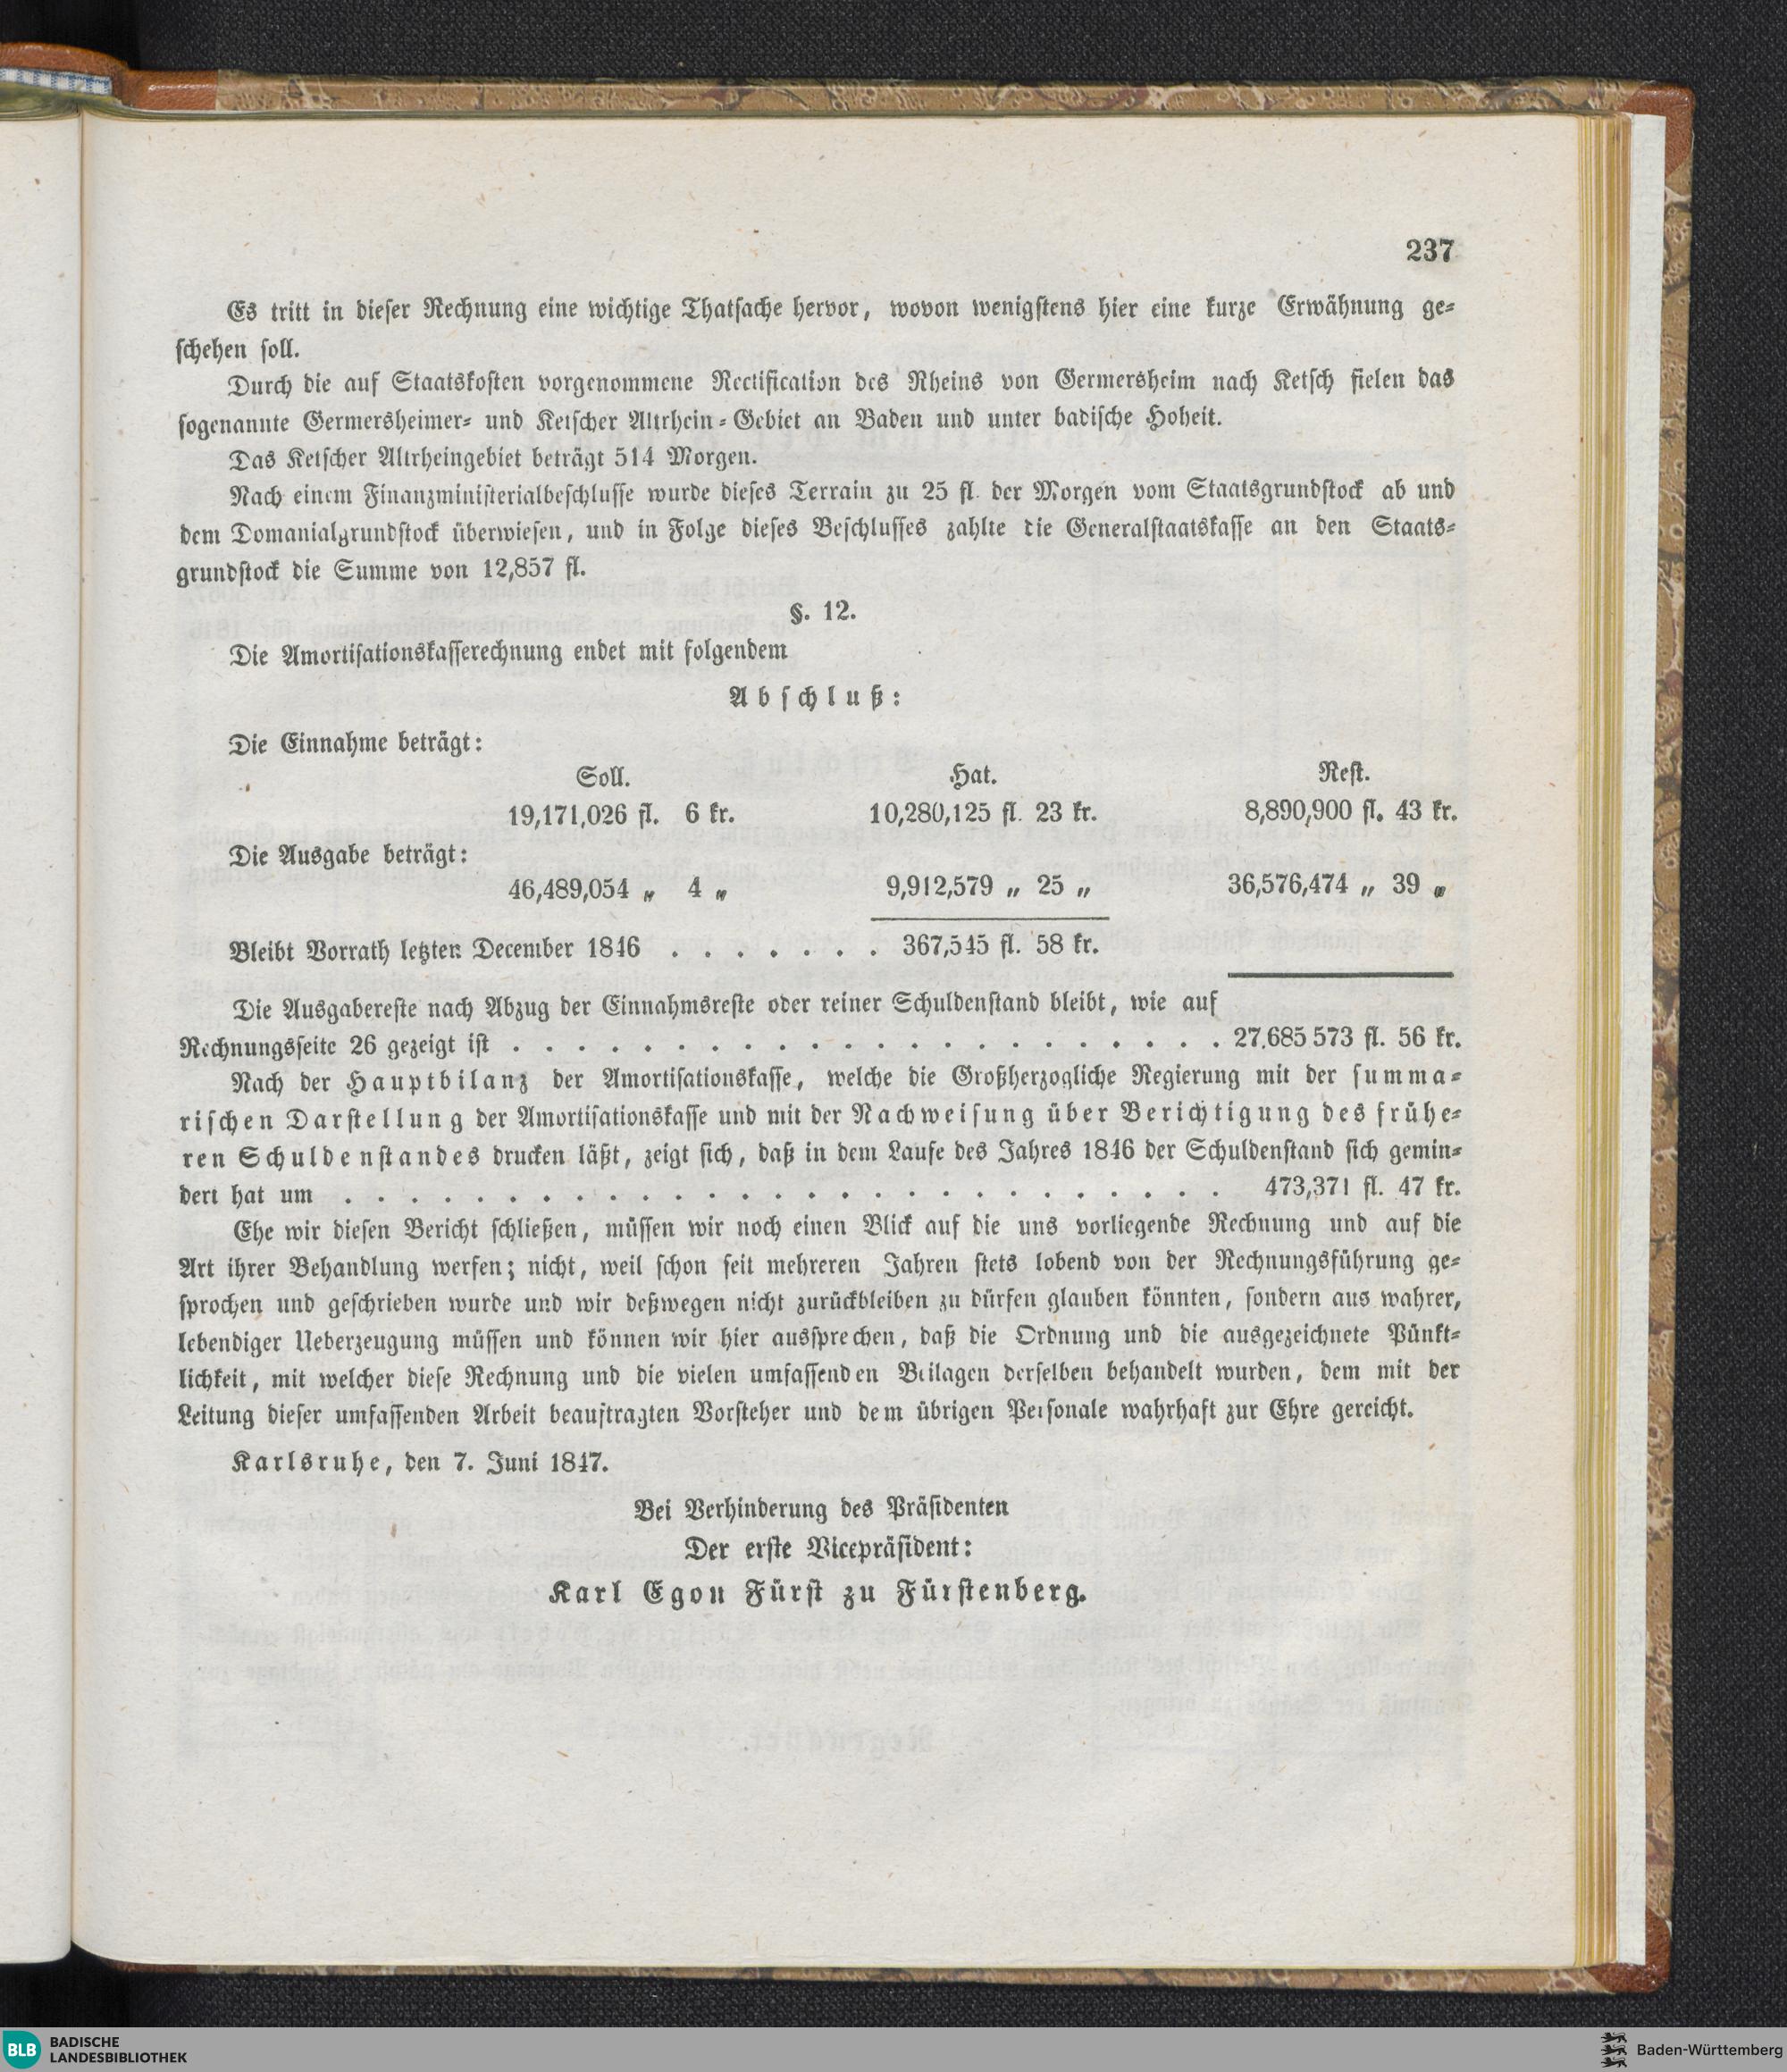 237
Es tritt in dieser Rechnung eine wichtige Thatsache hervor, wovon wenigstens hier eine kurze Erwähnung ge-
schehen soll.
Durch die auf Staatskosten vorgenommene Rectification des Rheins von Germersheim nach Ketsch fielen das
sogenannte Germersheimer- und Ketscher Altrhein-Gebiet an Baden und unter badische Hoheit.
Das Ketscher Altrheingebiet beträgt 514 Morgen.
Nach einem Finanzministerialbeschlusse wurde dieses Terrain zu 25 fl. der Morgen vom Staatsgrundstock ab und
dem Domanialgrundstock überwiesen, und in Folge dieses Beschlusses zahlte die Generalstaatskasse an den Staats-
grundstock die Summe von 12,857 fl.
§. 12.
Die Amortisationskasserechnung endet mit folgendem
Abschluß:
Die Einnahme beträgt:
Soll. Hat. Rest.
19,171,026 fl. 6 kr. 10,280,125 fl. 23 kr. 8,890,900 fl. 43 kr.
Die Ausgabe beträgt:
46,489,054 „ 4 „ 9,912,579 „ 25 „ 36,576,474 „ 39 „
Bleibt Vorrath letzten December 1846 . . . . . . . 367,545 fl. 58 kr.
Die Ausgabereste nach Abzug der Einnahmsreste oder reiner Schuldenstand bleibt, wie auf
Rechnungsseite 26 gezeigt ist . . . . . . . . . . . . . . . . . . . . . . . 27,685 573 fl. 56 kr.
Nach der Hauptbilanz der Amortisationskasse, welche die Großherzogliche Regierung mit der summa-
rischen Darstellung der Amortisationskasse und mit der Nachweisung über Berichtigung des frühe-
ren Schuldenstandes drucken läßt, zeigt sich, daß in dem Laufe des Jahres 1846 der Schuldenstand sich gemin-
dert hat um . . . . . . . . . . . . . . . . . . . . . . . . . . . . 473,371 fl. 47 kr.
Ehe wir diesen Bericht schließen, müssen wir noch einen Blick auf die uns vorliegende Rechnung und auf die
Art ihrer Behandlung werfen; nicht, weil schon seit mehreren Jahren stets lobend von der Rechnungsführung ge-
sprochen und geschrieben wurde und wir deßwegen nicht zurückbleiben zu dürfen glauben könnten, sondern aus wahrer,
lebendiger Ueberzeugung müssen und können wir hier aussprechen, daß die Ordnung und die ausgezeichnete Pünkt-
lichkeit, mit welcher diese Rechnung und die vielen umfassenden Beilagen derselben behandelt wurden, dem mit der
Leitung dieser umfassenden Arbeit beauftragten Vorsteher und dem übrigen Personale wahrhaft zur Ehre gereicht.
Karlsruhe, den 7. Juni 1847.
Bei Verhinderung des Präsidenten
Der erste Vicepräsident:
Karl Egon Fürst zu Fürstenberg.
BLB BADISCHE
LANDESBIBLIOTHEK
Baden-Württemberg